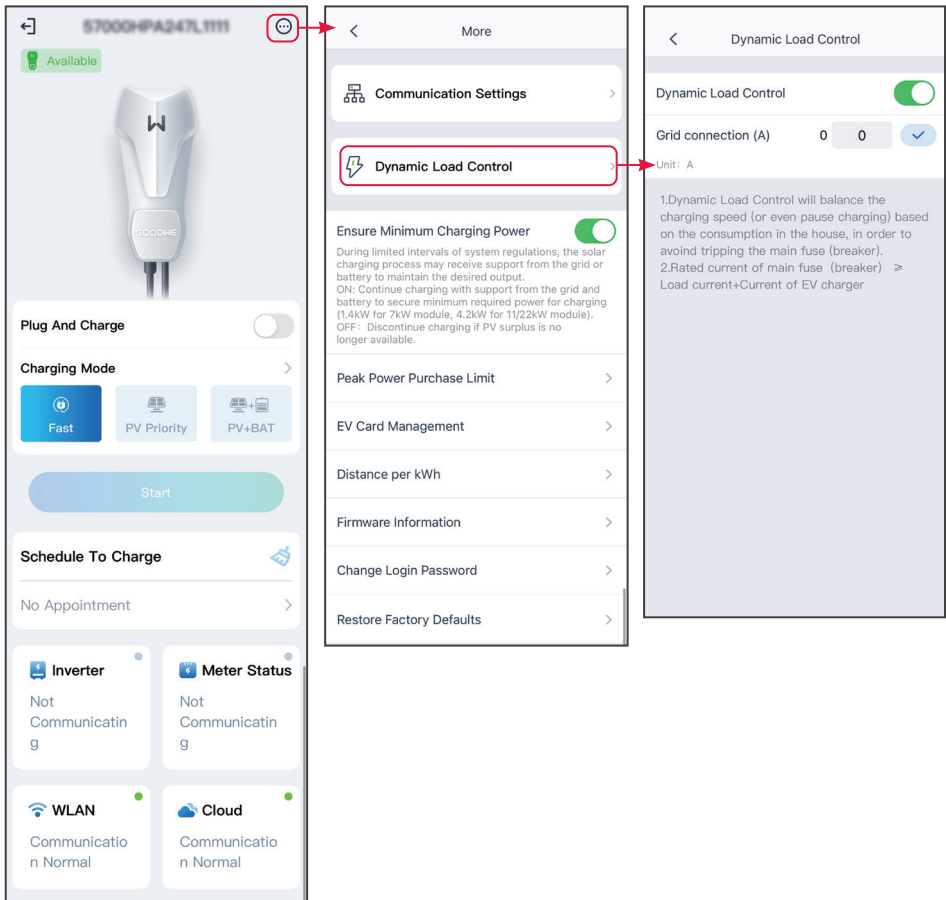 57000HPA247L1111
Available
GOODWE
Plug And Charge
Charging Mode
Fast
PV Priority
PV+BAT
Start
Schedule To Charge
No Appointment
Inverter
Not
Communicatin
g
Meter Status
Not
Communicatin
g
WLAN
Communicatio
n Normal
Cloud
Communicatio
n Normal
More
Communication Settings
Dynamic Load Control
Ensure Minimum Charging Power
During limited intervals of system regulations, the solar
charging process may receive support from the grid or
battery to maintain the desired output.
ON: Continue charging with support from the grid and
battery to secure minimum required power for charging
(1.4kW for 7kW module, 4.2kW for 11/22kW module).
OFF: Discontinue charging if PV surplus is no
longer available.
Peak Power Purchase Limit
EV Card Management
Distance per kWh
Firmware Information
Change Login Password
Restore Factory Defaults
Dynamic Load Control
Dynamic Load Control
Grid connection (A) 0 0
Unit: A
1.Dynamic Load Control will balance the
charging speed (or even pause charging) based
on the consumption in the house, in order to
avoind tripping the main fuse (breaker).
2.Rated current of main fuse (breaker) ≥
Load current+Current of EV charger